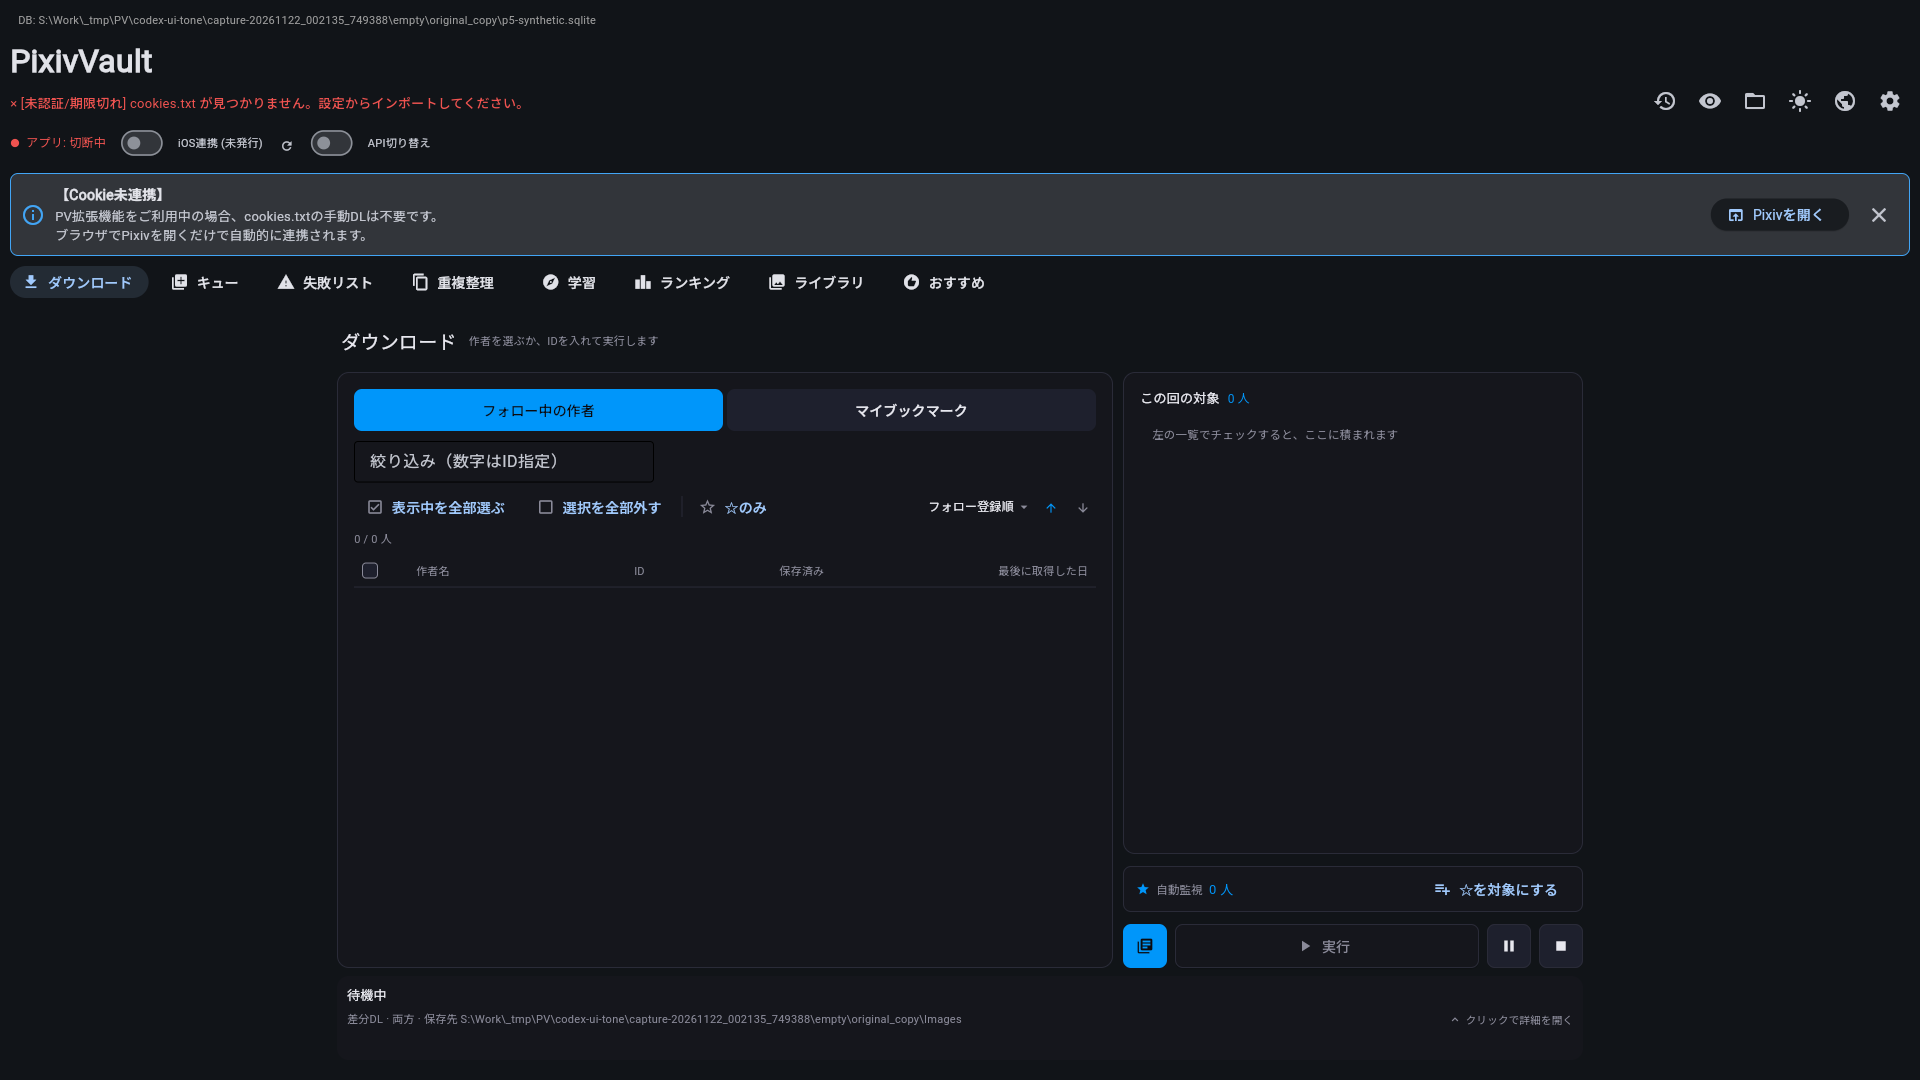 DB: S:\Work\_tmp\PV\codex-ui-tone\capture-20261122_002135_749388\empty\original_copy\p5-synthetic.sqlite
PixivVault
× [未認証/期限切れ] cookies.txt が見つかりません。設定からインポートしてください。
アプリ: 切断中 iOS連携 (未発行) API切り替え
【Cookie未連携】
PV拡張機能をご利用中の場合、cookies.txtの手動DLは不要です。
ブラウザでPixivを開くだけで自動的に連携されます。
Pixivを開く
ダウンロード キュー 失敗リスト 重複整理 学習 ランキング ライブラリ おすすめ
ダウンロード 作者を選ぶか、IDを入れて実行します
フォロー中の作者 マイブックマーク
絞り込み（数字はID指定）
表示中を全部選ぶ 選択を全部外す ☆のみ フォロー登録順
0 / 0 人
作者名 ID 保存済み 最後に取得した日
この回の対象 0 人
左の一覧でチェックすると、ここに積まれます
自動監視 0 人 ☆を対象にする
実行
待機中
差分DL · 両方 · 保存先 S:\Work\_tmp\PV\codex-ui-tone\capture-20261122_002135_749388\empty\original_copy\Images
クリックで詳細を開く